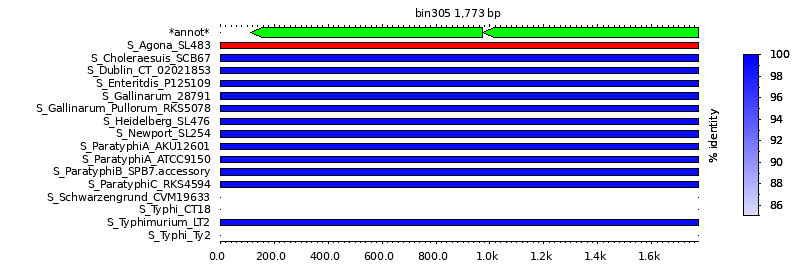 bin305 1,773 bp
*annot*
S_Agona_SL483
S_Choleraesuis_SCB67
S_Dublin_CT_02021853
S_Enteritdis_P125109
S_Gallinarum_28791
S_Gallinarum_Pullorum_RKS5078
S_Heidelberg_SL476
S_Newport_SL254
S_ParatyphiA_AKU12601
S_ParatyphiA_ATCC9150
S_ParatyphiB_SPB7.accessory
S_ParatyphiC_RKS4594
S_Schwarzengrund_CVM19633
S_Typhi_CT18
S_Typhimurium_LT2
S_Typhi_Ty2
0.0 200.0 400.0 600.0 800.0 1.0k 1.2k 1.4k 1.6k
% identity
100
98
96
94
92
90
88
86